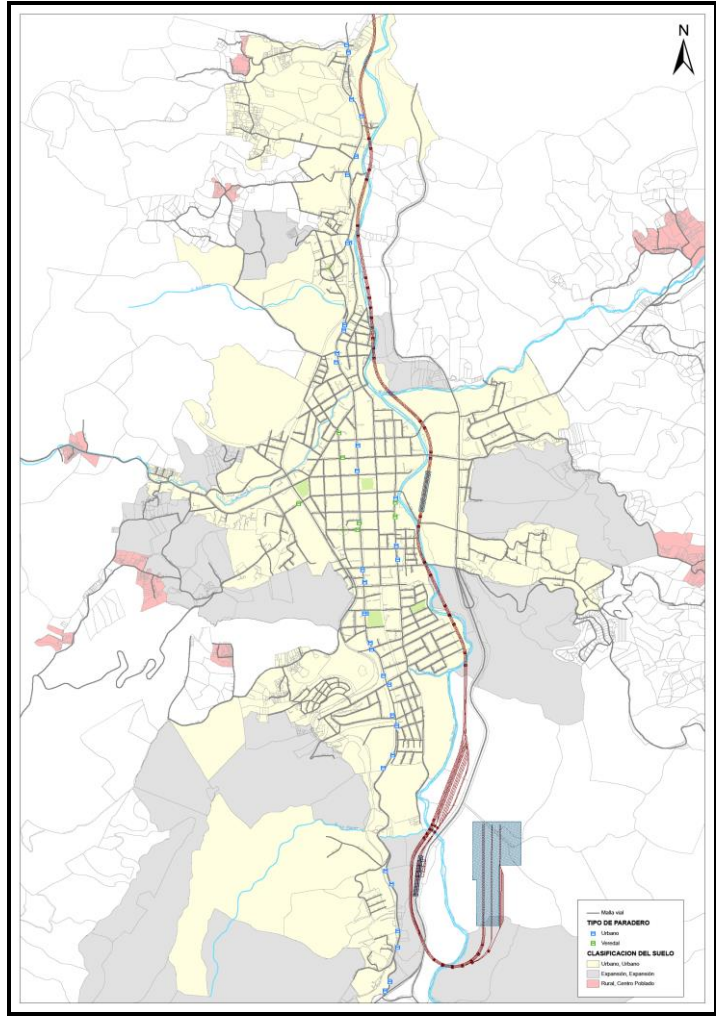 N
Malla vial
TIPO DE PARADERO
Urbano
Veredal
CLASIFICACION DEL SUELO
Urbano, Urbano
Expansión, Expansión
Rural, Centro Poblado